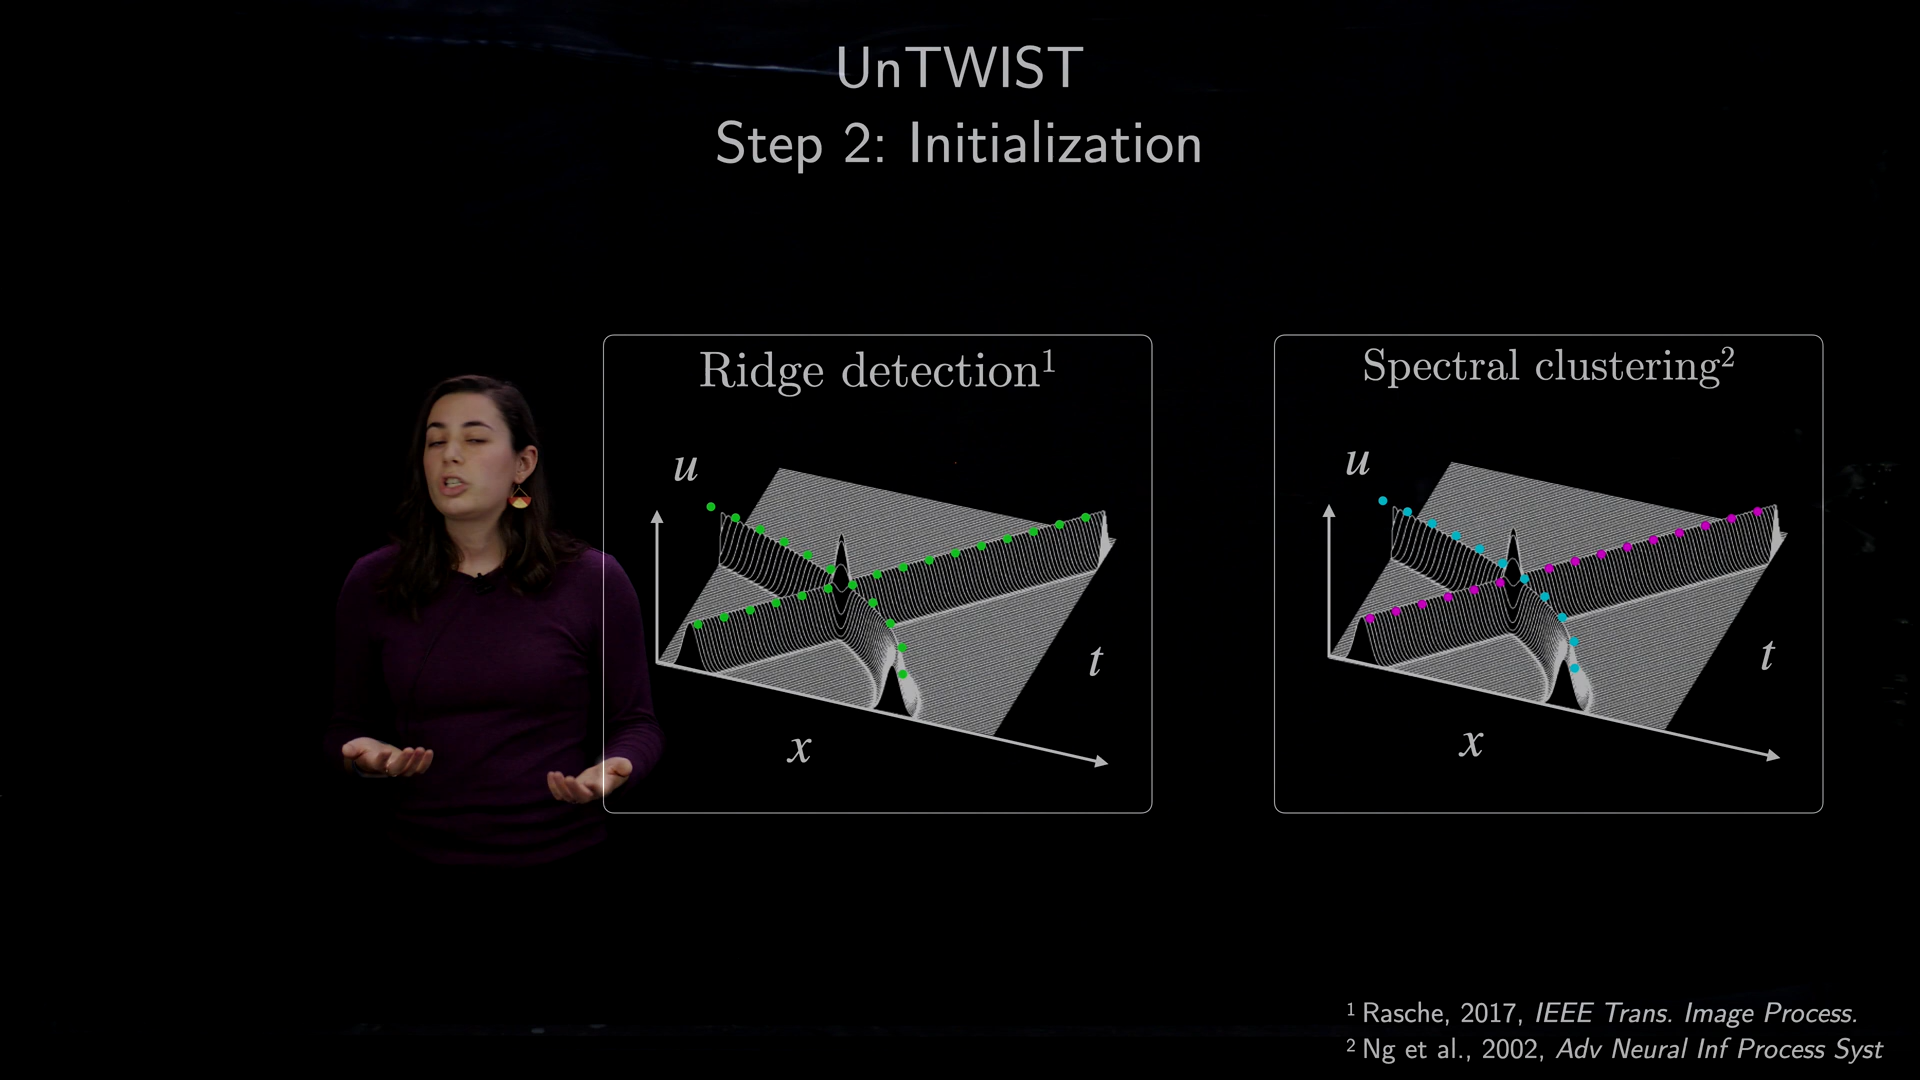 UnTWIST
Step 2: Initialization
Ridge detection¹
u
t
x
Spectral clustering²
u
t
x
¹ Rasche, 2017, IEEE Trans. Image Process.
² Ng et al., 2002, Adv Neural Inf Process Syst